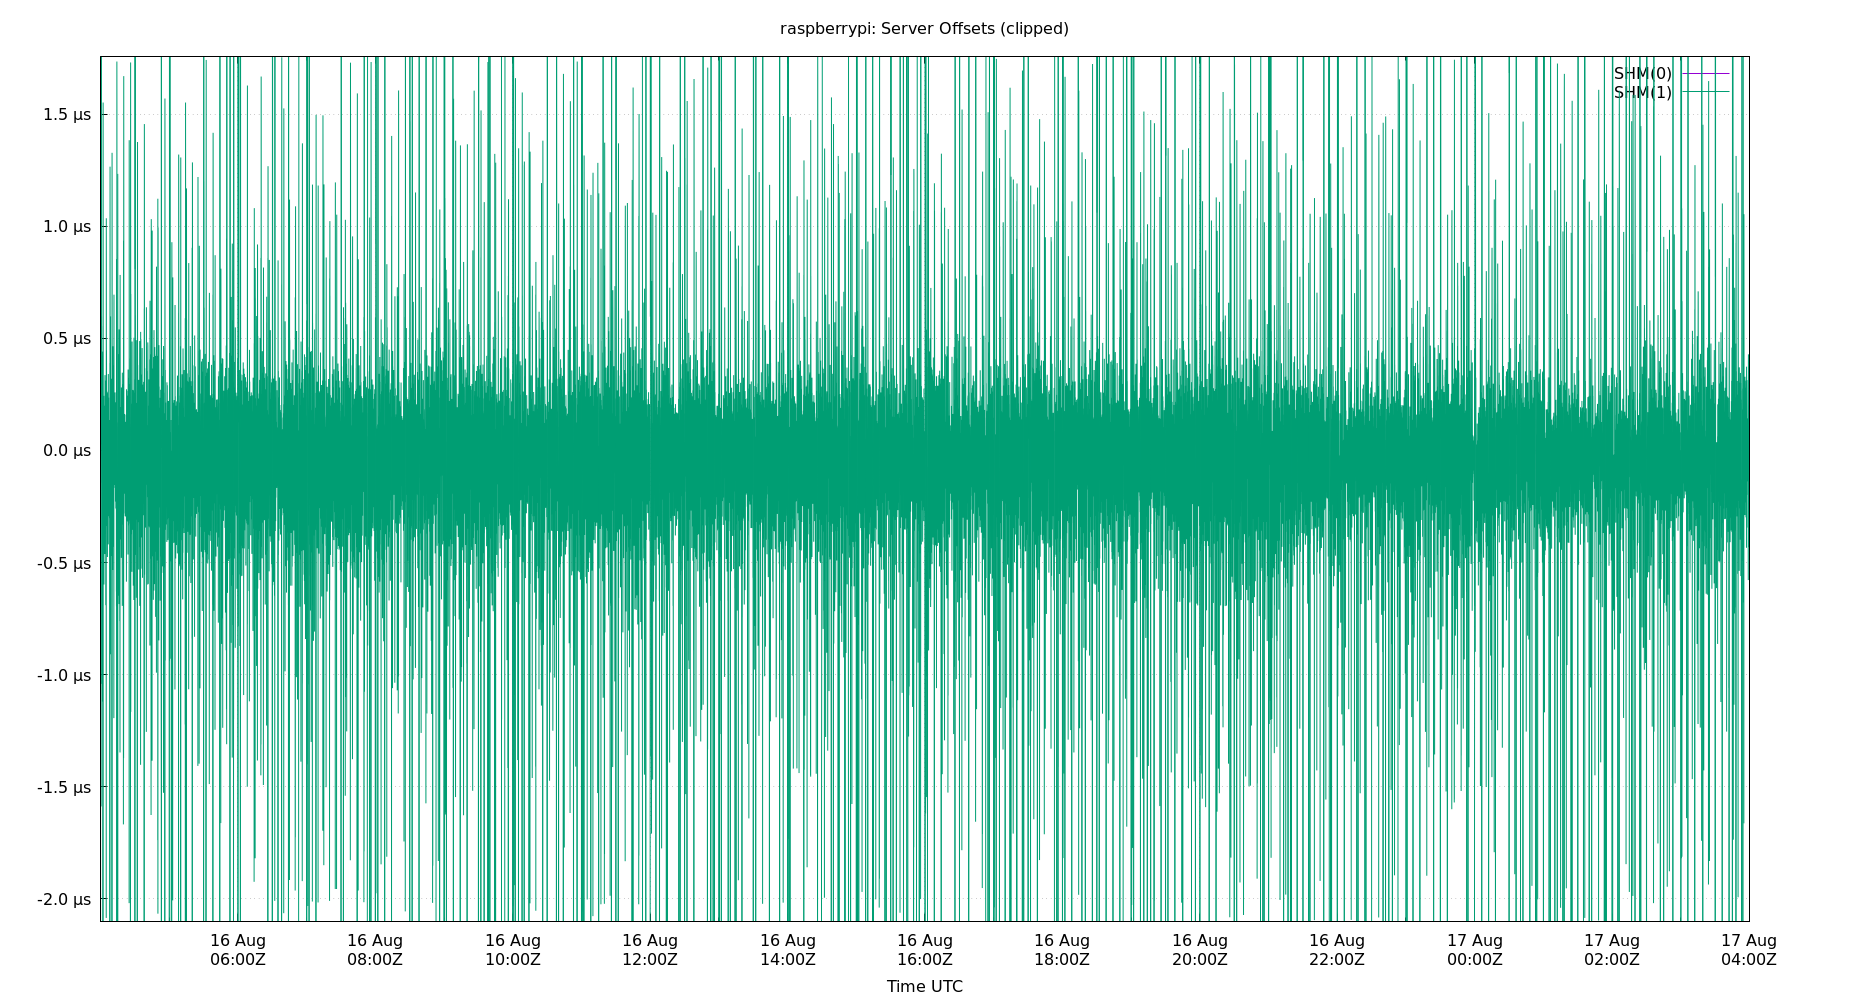 raspberrypi: Server Offsets (clipped)
SHM(0)
SHM(1)
1.5 µs
1.0 µs
0.5 µs
0.0 µs
-0.5 µs
-1.0 µs
-1.5 µs
-2.0 µs
16 Aug 16 Aug 16 Aug 16 Aug 16 Aug 16 Aug 16 Aug 16 Aug 16 Aug 17 Aug 17 Aug 17 Aug
06:00Z 08:00Z 10:00Z 12:00Z 14:00Z 16:00Z 18:00Z 20:00Z 22:00Z 00:00Z 02:00Z 04:00Z
Time UTC